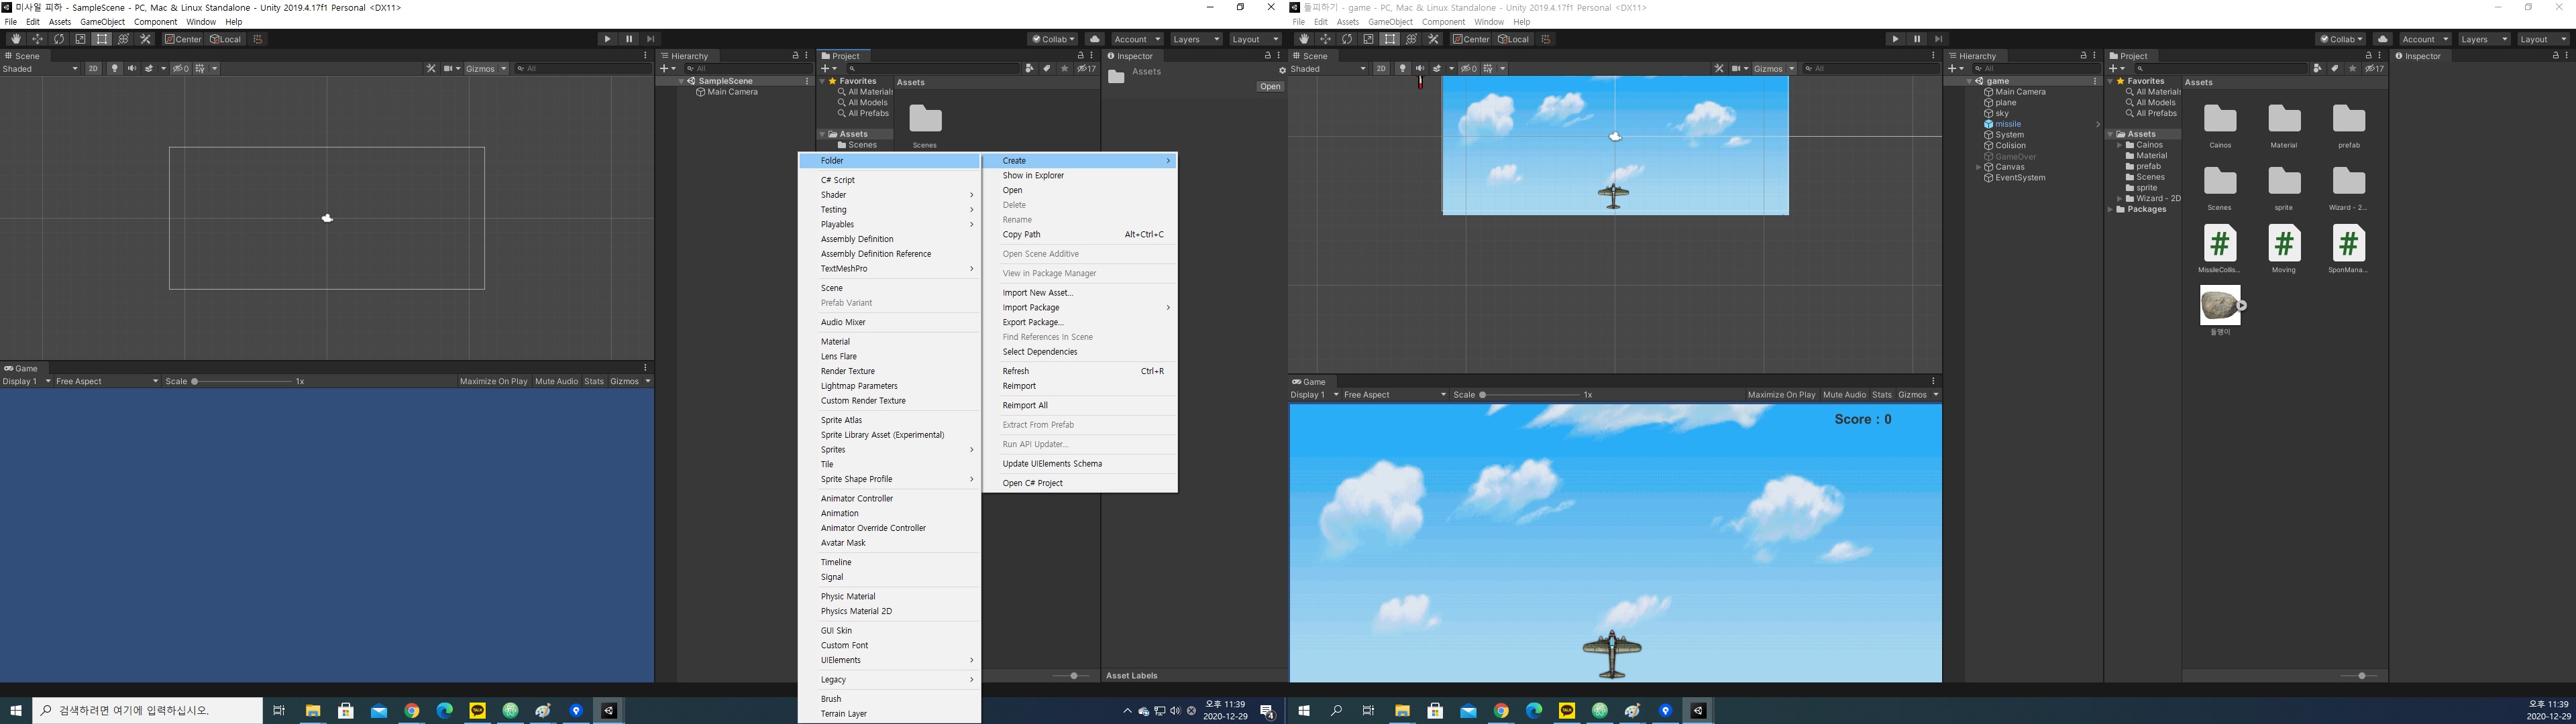 미사일 피하 - SampleScene - PC, Mac & Linux Standalone - Unity 2019.4.17f1 Personal <DX11>
File Edit Assets GameObject Component Window Help
Center Local
Collab Account Layers Layout
Scene
Shaded 2D 0 Gizmos All
Hierarchy
All
SampleScene
Main Camera
Project
17
Favorites
All Materials
All Models
All Prefabs
Assets
Scenes
Assets
Scenes
Inspector
Assets
Open
Folder
C# Script
Shader
Testing
Playables
Assembly Definition
Assembly Definition Reference
TextMeshPro
Scene
Prefab Variant
Audio Mixer
Material
Lens Flare
Render Texture
Lightmap Parameters
Custom Render Texture
Sprite Atlas
Sprite Library Asset (Experimental)
Sprites
Tile
Sprite Shape Profile
Animator Controller
Animation
Animator Override Controller
Avatar Mask
Timeline
Signal
Physic Material
Physics Material 2D
GUI Skin
Custom Font
UIElements
Legacy
Brush
Terrain Layer
Create
Show in Explorer
Open
Delete
Rename
Copy Path Alt+Ctrl+C
Open Scene Additive
View in Package Manager
Import New Asset...
Import Package
Export Package...
Find References In Scene
Select Dependencies
Refresh Ctrl+R
Reimport
Reimport All
Extract From Prefab
Run API Updater...
Update UIElements Schema
Open C# Project
Game
Display 1 Free Aspect Scale 1x Maximize On Play Mute Audio Stats Gizmos
Asset Labels
검색하려면 여기에 입력하십시오.
TALK
오후 11:39
2020-12-29
4
돌피하기 - game - PC, Mac & Linux Standalone - Unity 2019.4.17f1 Personal <DX11>
File Edit Assets GameObject Component Window Help
Center Local
Collab Account Layers Layout
Scene
Shaded 2D 0 Gizmos All
Hierarchy
All
game
Main Camera
plane
sky
missile
System
Colision
GameOver
Canvas
EventSystem
Project
17
Favorites
All Materials
All Models
All Prefabs
Assets
Cainos
Material
prefab
Scenes
sprite
Wizard - 2D
Packages
Assets
Cainos Material prefab
Scenes sprite Wizard - 2...
MissileCollis... Moving SponMana...
돌맹이
Inspector
Game
Display 1 Free Aspect Scale 1x Maximize On Play Mute Audio Stats Gizmos
Score : 0
TALK
오후 11:39
2020-12-29